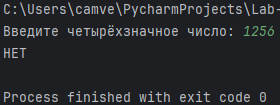 C:\Users\camve\PycharmProjects\Lab-
Введите четырёхзначное число: 1256
НЕТ
Process finished with exit code 0